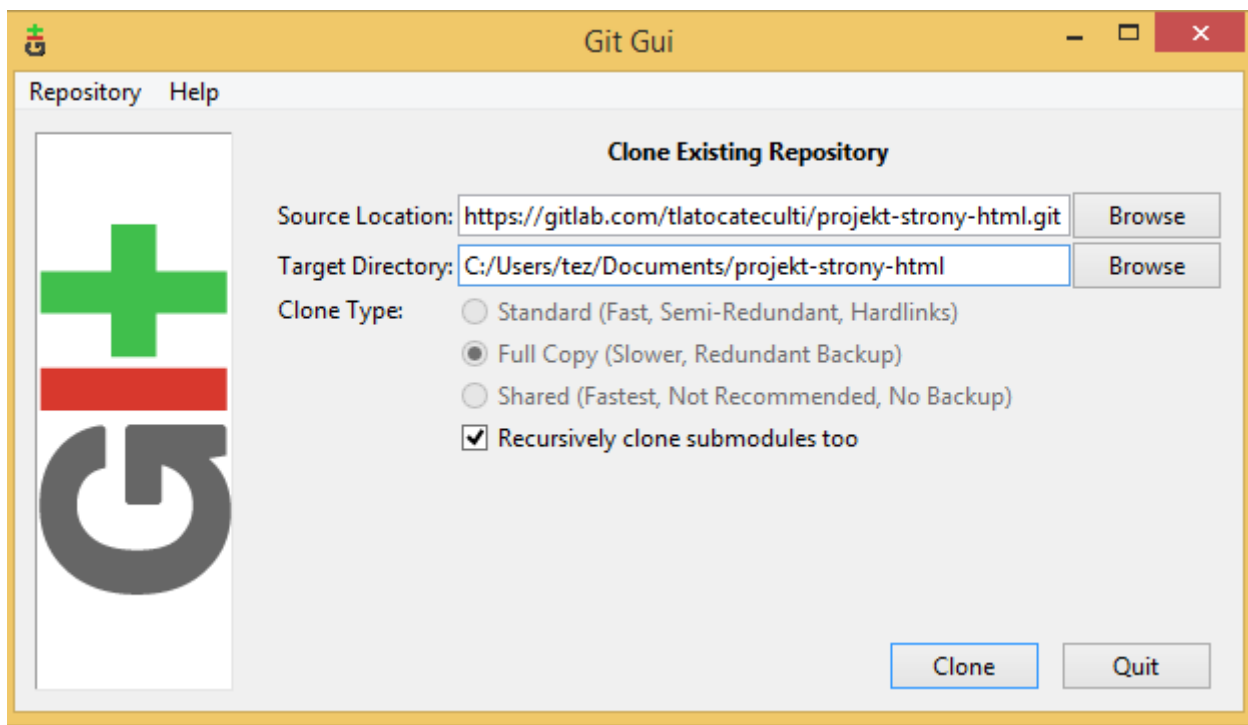 Git Gui
Repository Help
Clone Existing Repository
Source Location: https://gitlab.com/tlatocateculti/projekt-strony-html.git Browse
Target Directory: C:/Users/tez/Documents/projekt-strony-html Browse
Clone Type: Standard (Fast, Semi-Redundant, Hardlinks)
Full Copy (Slower, Redundant Backup)
Shared (Fastest, Not Recommended, No Backup)
Recursively clone submodules too
Clone Quit
GIT